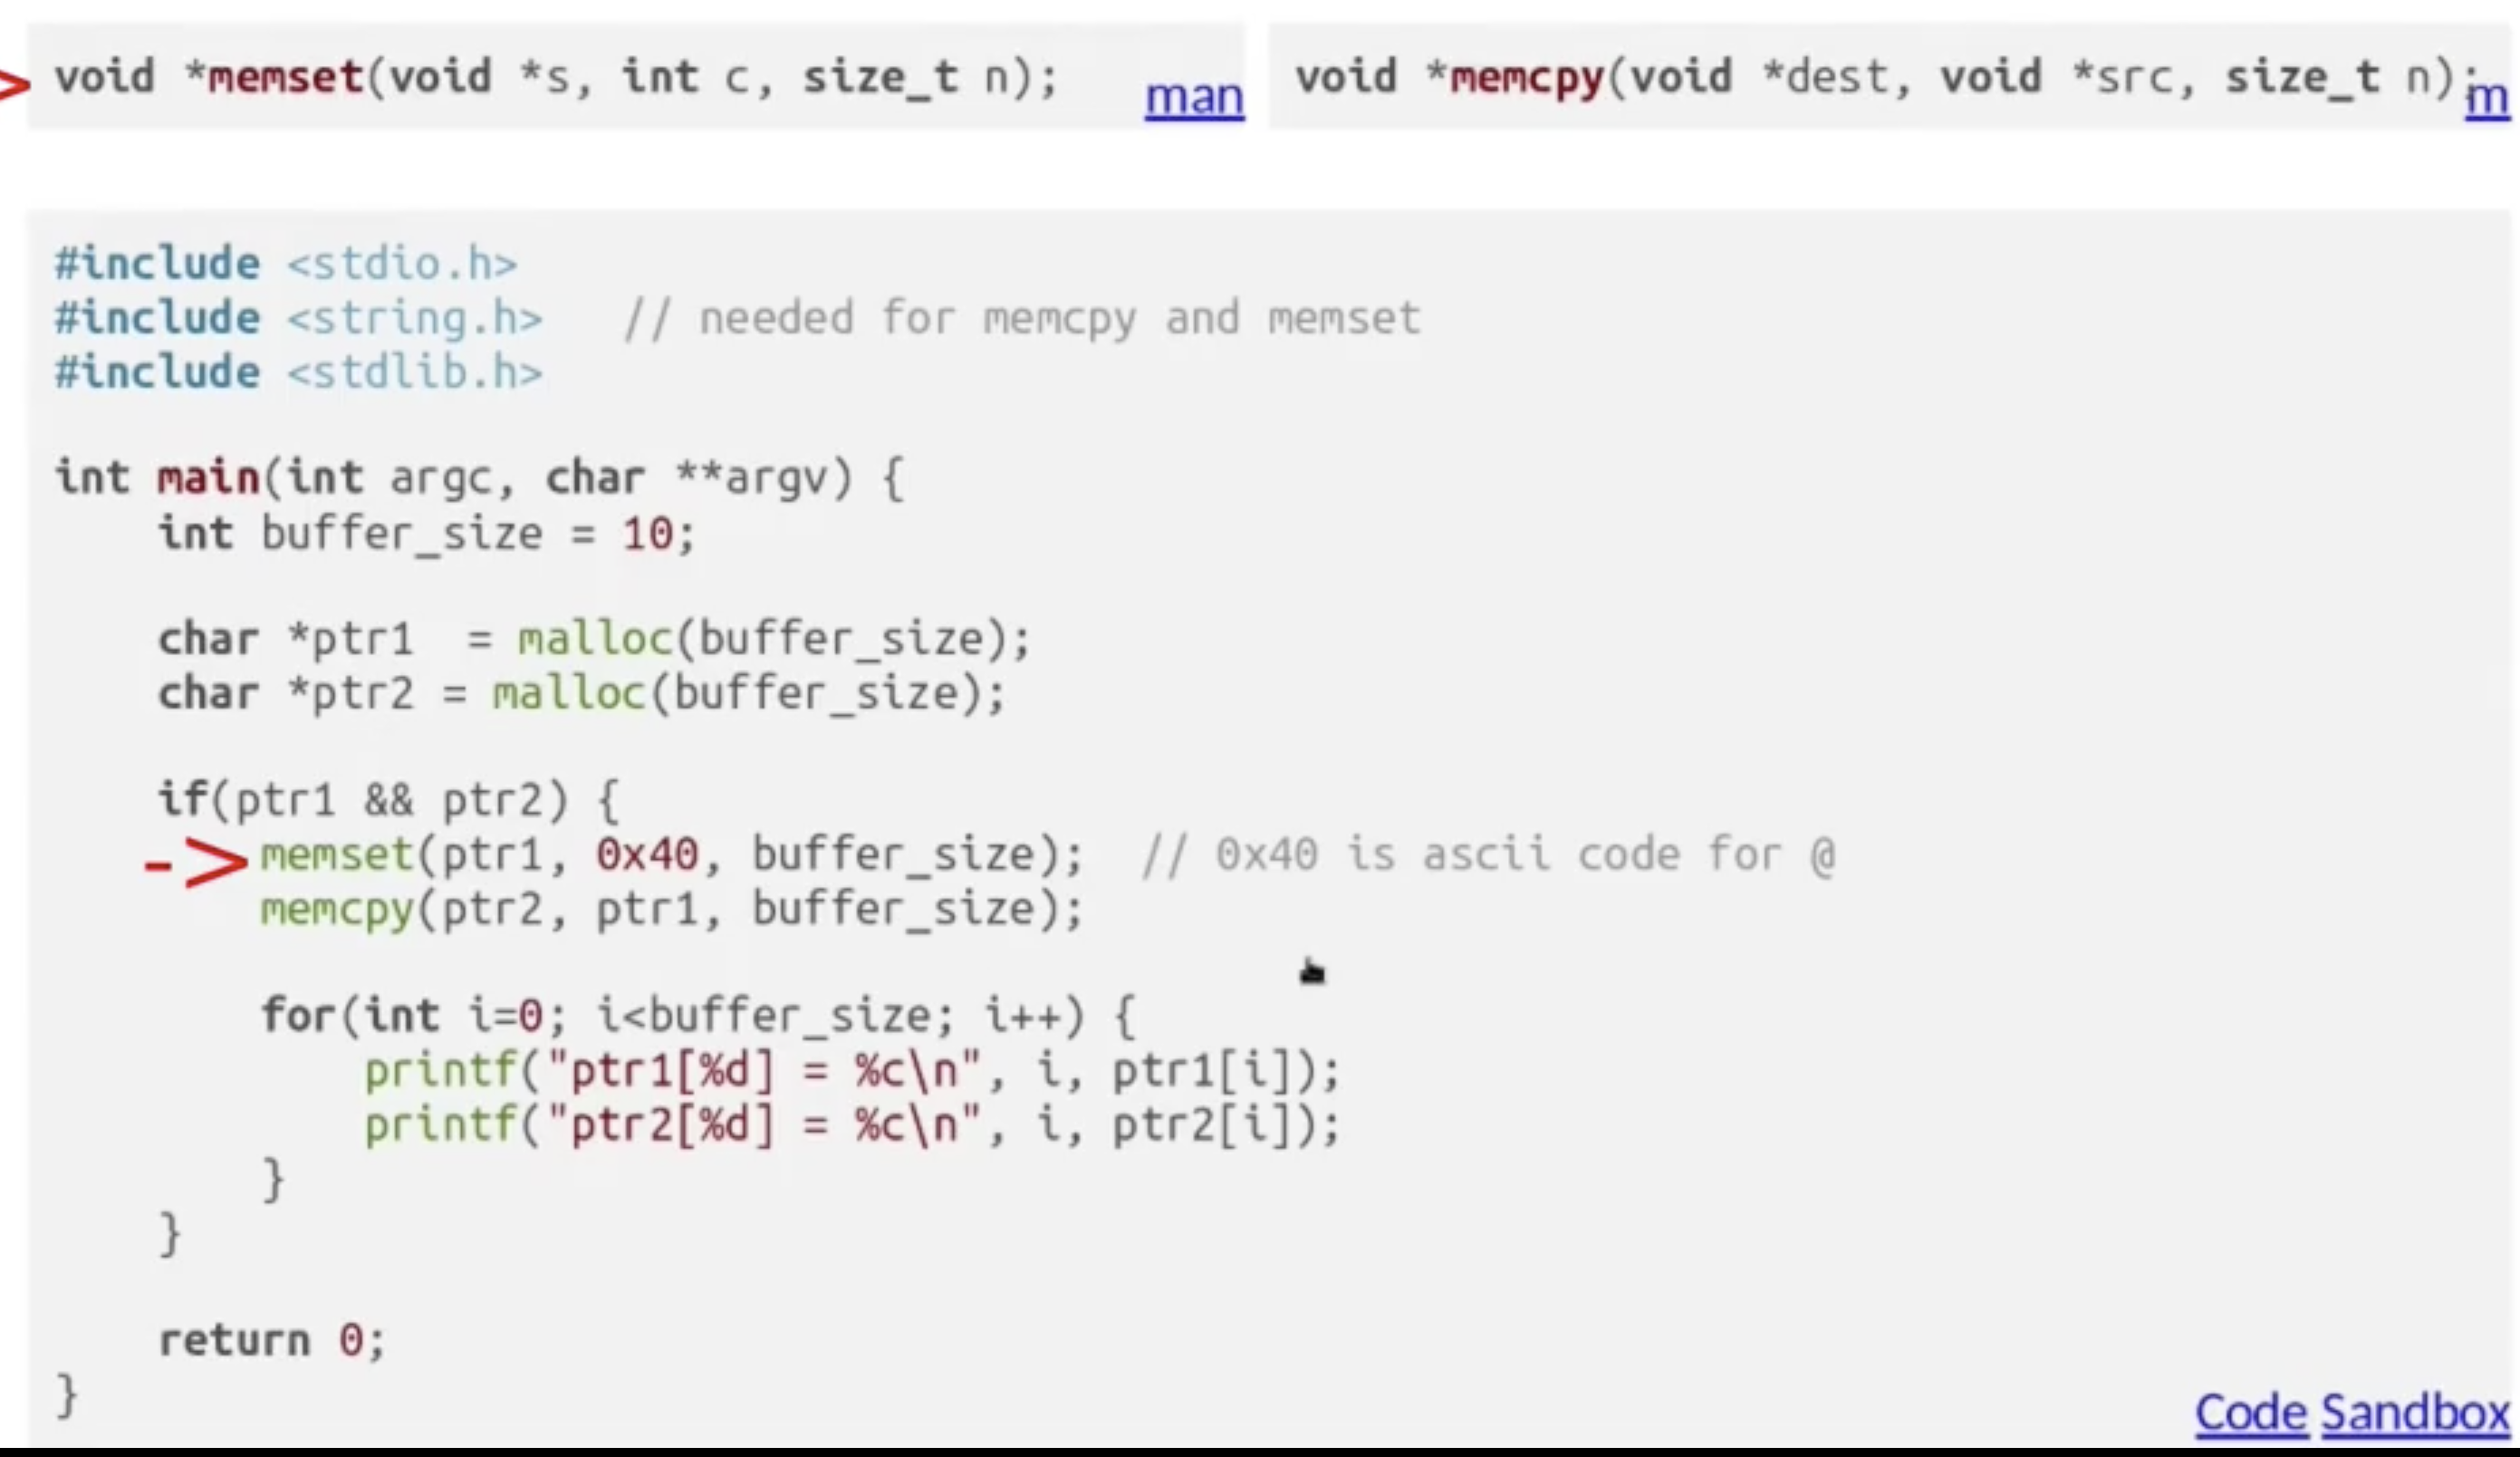 void *memset(void *s, int c, size_t n);
man
void *memcpy(void *dest, void *src, size_t n);
m
#include <stdio.h>
#include <string.h>   // needed for memcpy and memset
#include <stdlib.h>
int main(int argc, char **argv) {
    int buffer_size = 10;
    char *ptr1  = malloc(buffer_size);
    char *ptr2 = malloc(buffer_size);
    if(ptr1 && ptr2) {
->      memset(ptr1, 0x40, buffer_size);  // 0x40 is ascii code for @
        memcpy(ptr2, ptr1, buffer_size);
        for(int i=0; i<buffer_size; i++) {
            printf("ptr1[%d] = %c\n", i, ptr1[i]);
            printf("ptr2[%d] = %c\n", i, ptr2[i]);
        }
    }
    return 0;
}
Code Sandbox